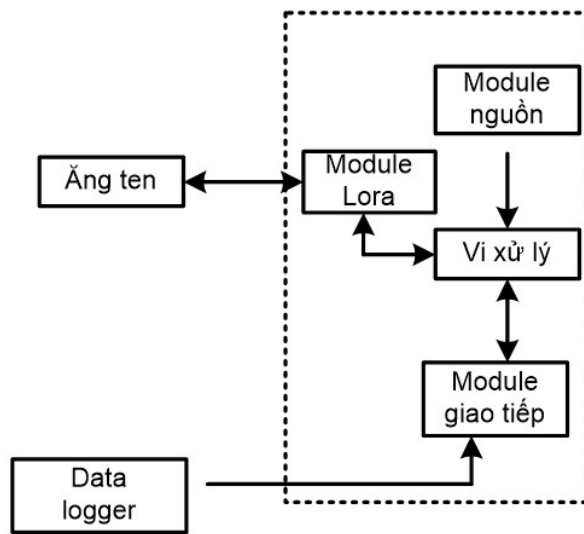 Module
nguồn
Ăng ten
Module
Lora
Vi xử lý
Module
giao tiếp
Data
logger